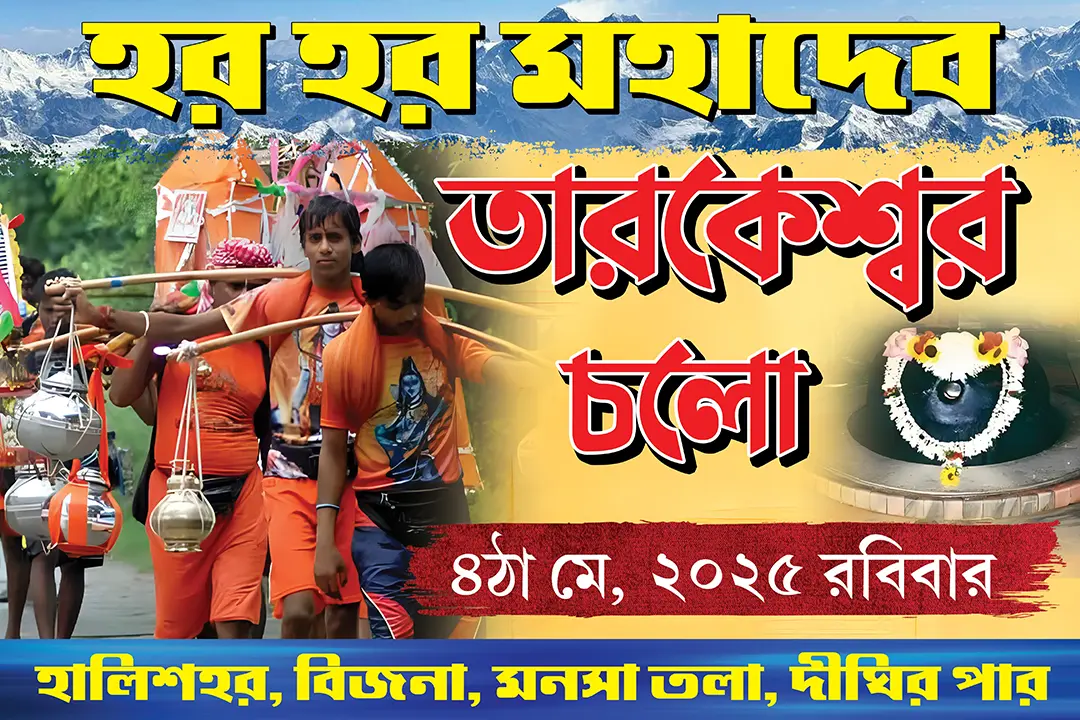 হর হর মহাদেব
তারকেশ্বর
চলো
৪ঠা মে, ২০২৫ রবিবার
হালিশহর, বিজনা, মনসা তলা, দীঘির পার